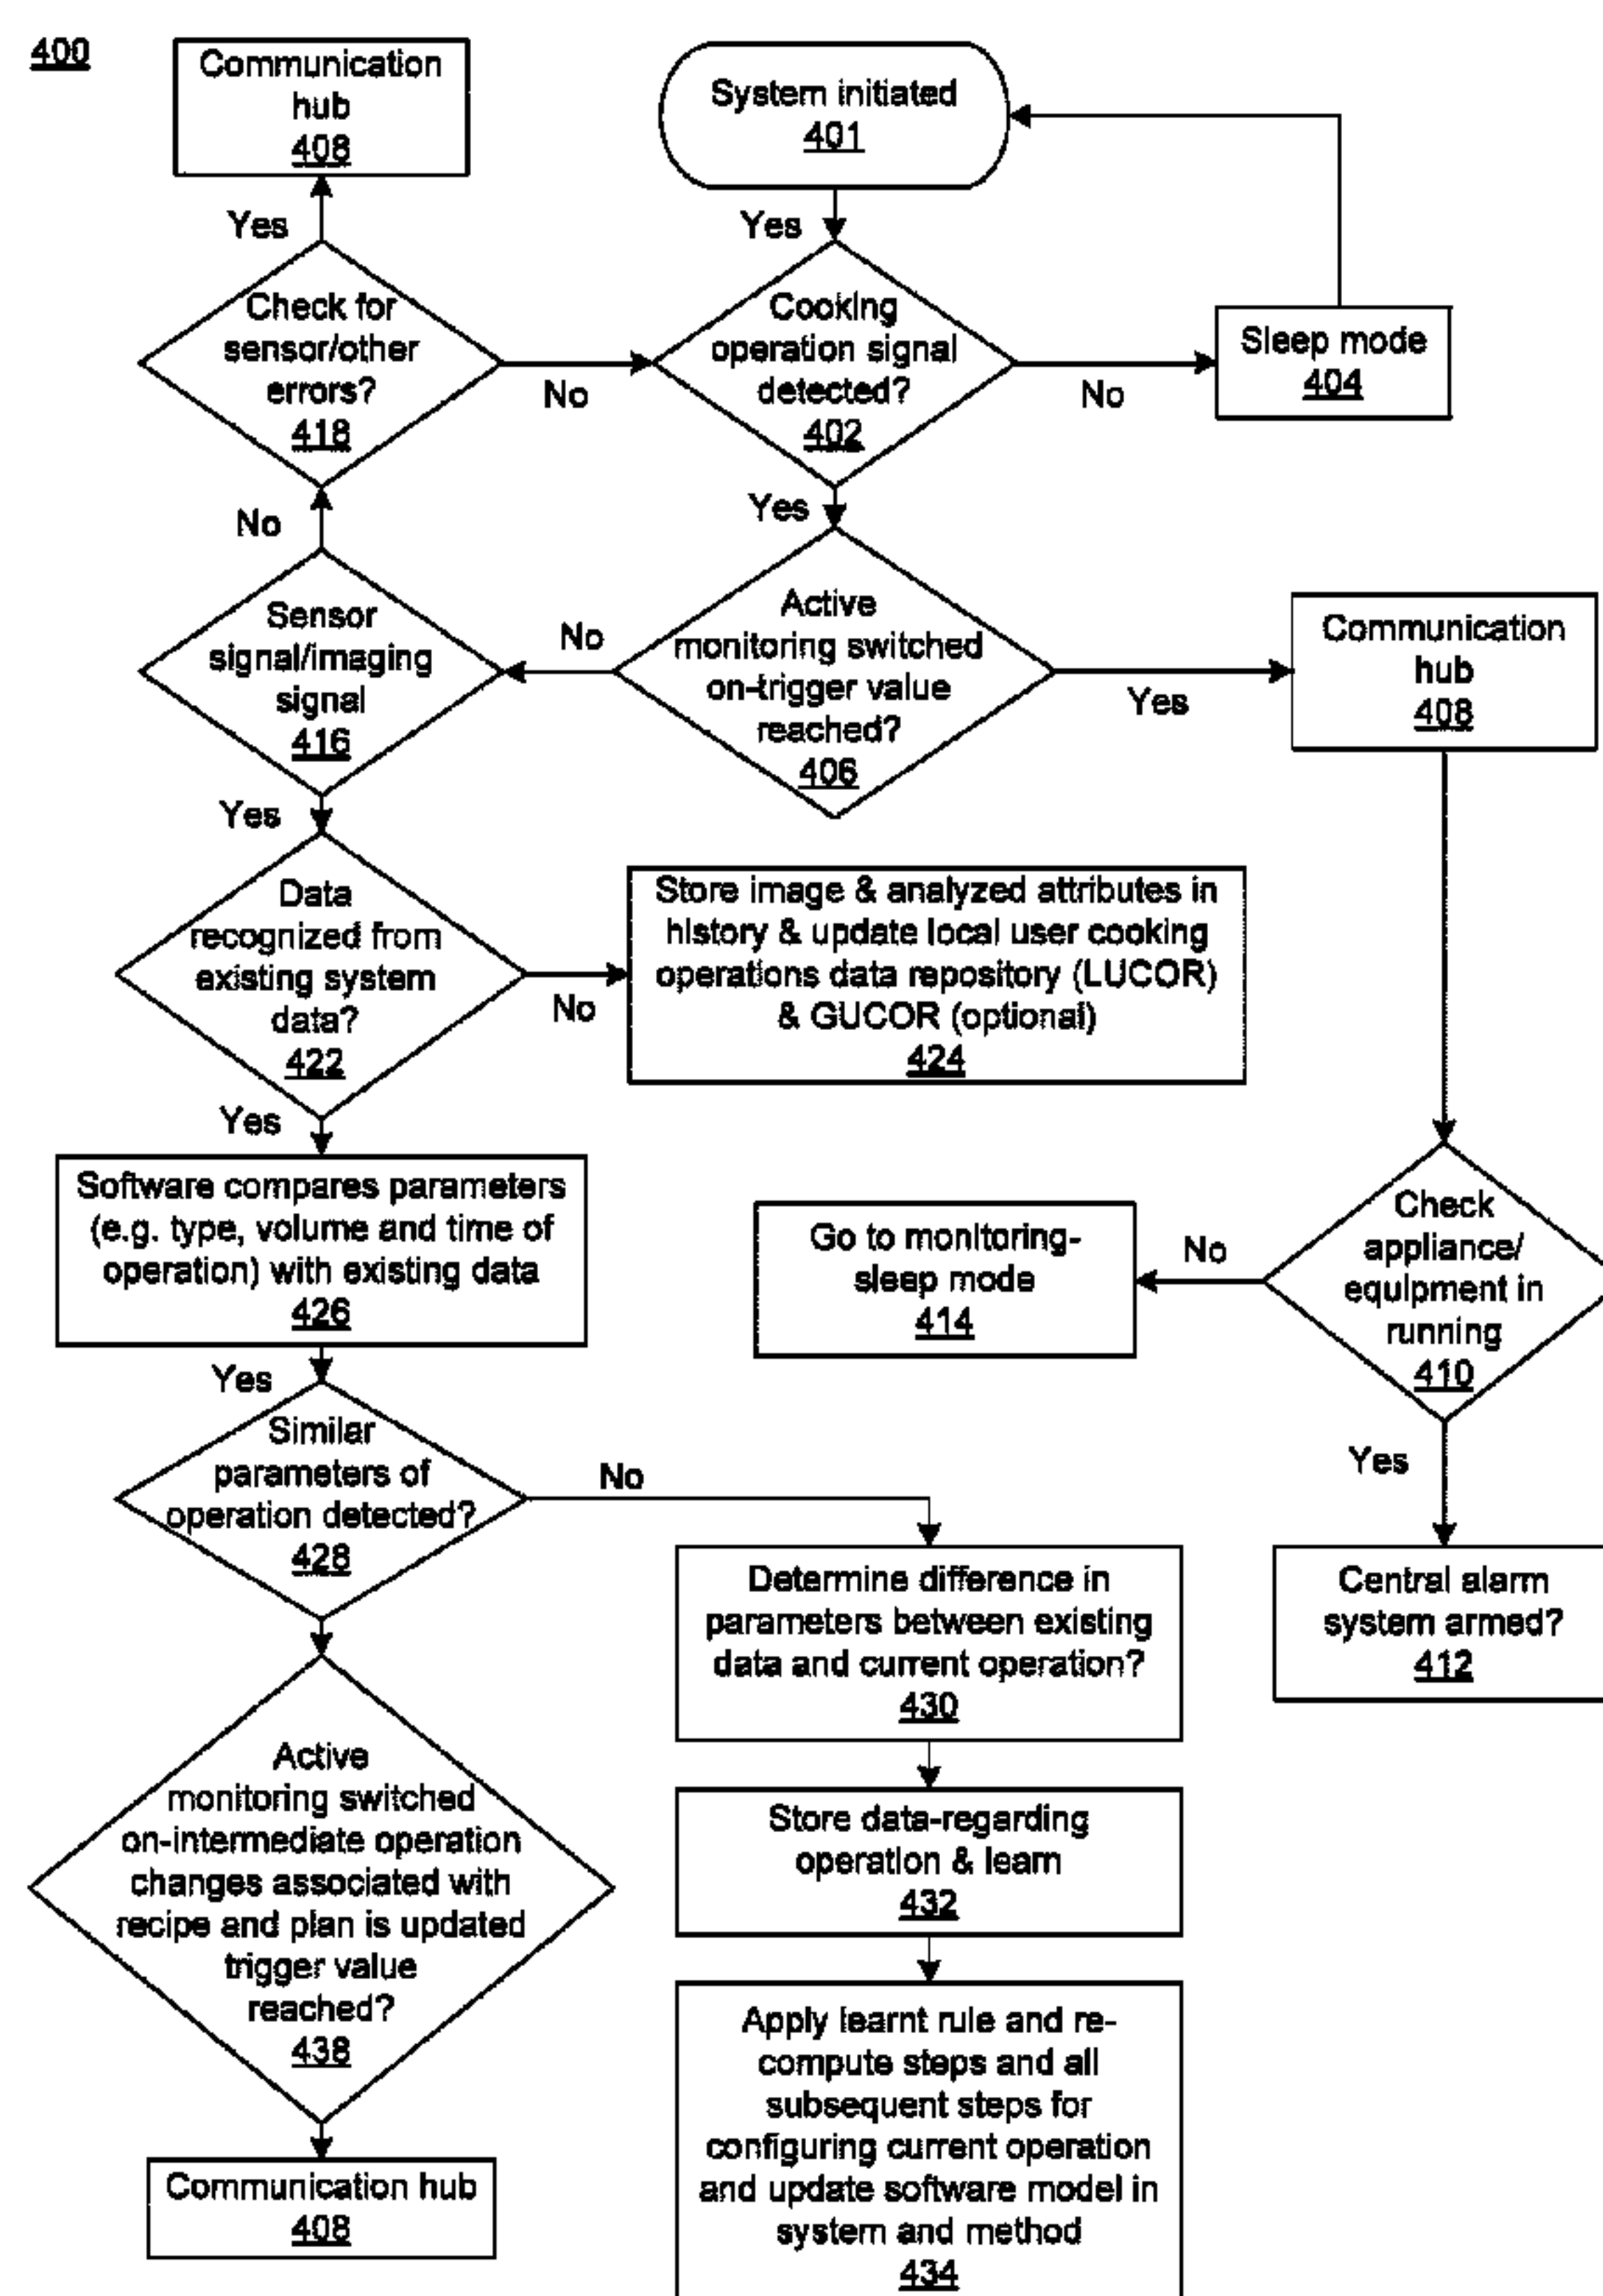 400
Communication
hub
408
System initiated
401
Yes
Yes
Check for
sensor/other
errors?
418
No
Cooking
operation signal
detected?
402
No
Sleep mode
404
No
Yes
Sensor
signal/imaging
signal
416
No
Active
monitoring switched
on-trigger value
reached?
406
Yes
Communication
hub
408
Yes
Data
recognized from
existing system
data?
422
No
Store image & analyzed attributes in
history & update local user cooking
operations data repository (LUCOR)
& GUCOR (optional)
424
Yes
Software compares parameters
(e.g. type, volume and time of
operation) with existing data
426
Go to monitoring-
sleep mode
414
No
Check
appliance/
equipment in
running
410
Yes
Yes
Similar
parameters of
operation detected?
428
No
Determine difference in
parameters between existing
data and current operation?
430
Central alarm
system armed?
412
Active
monitoring switched
on-intermediate operation
changes associated with
recipe and plan is updated
trigger value
reached?
438
Store data-regarding
operation & learn
432
Apply learnt rule and re-
compute steps and all
subsequent steps for
configuring current operation
and update software model in
system and method
434
Communication hub
408